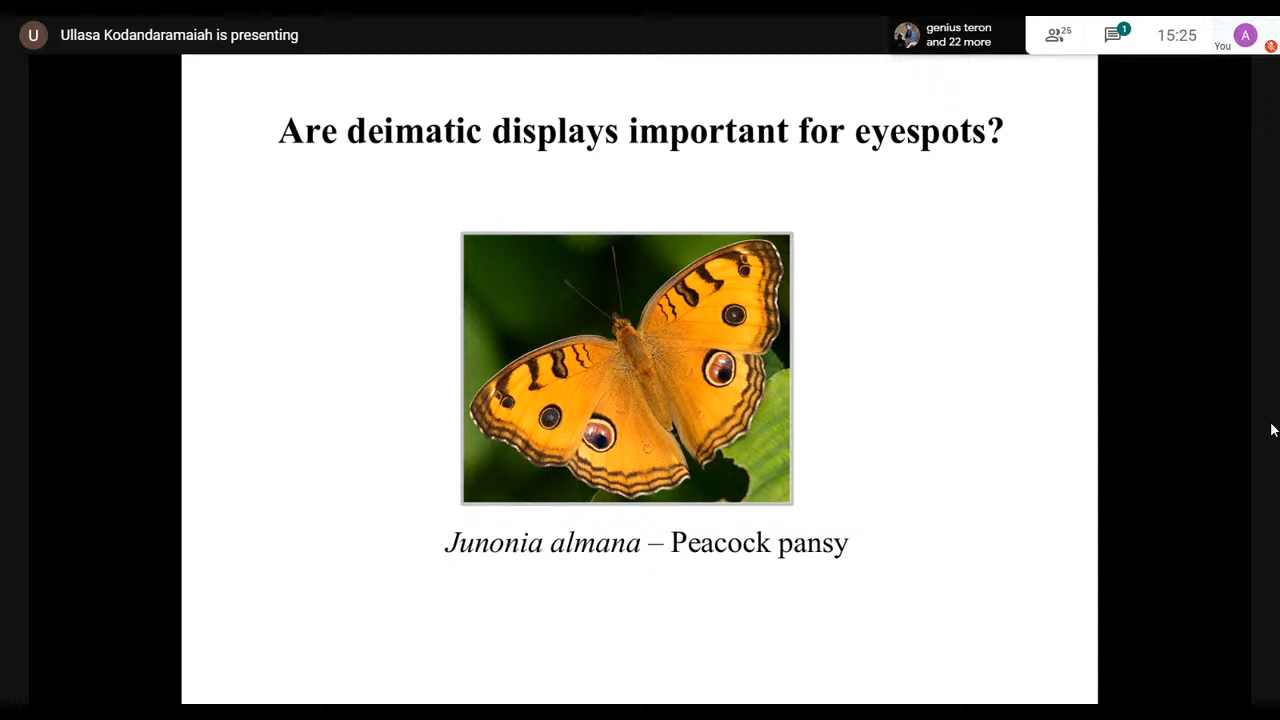 U
Ullasa Kodandaramaiah is presenting
genius teron
and 22 more
25
1
15:25
You
A
Are deimatic displays important for eyespots?
Junonia almana – Peacock pansy